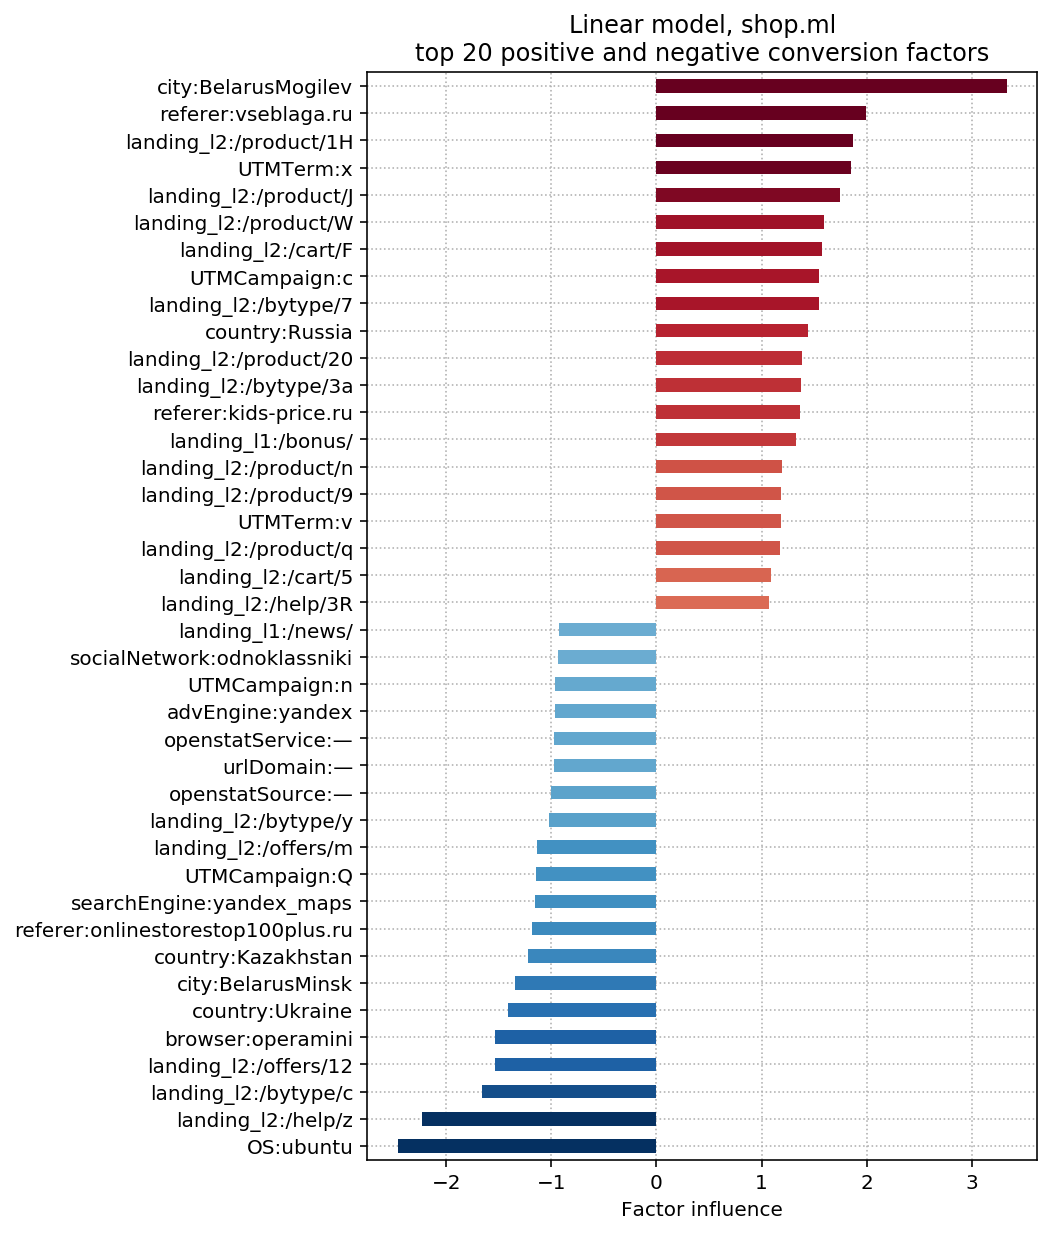 Linear model, shop.ml
top 20 positive and negative conversion factors
city:BelarusMogilev
referer:vseblaga.ru
landing_l2:/product/1H
UTMTerm:x
landing_l2:/product/J
landing_l2:/product/W
landing_l2:/cart/F
UTMCampaign:c
landing_l2:/bytype/7
country:Russia
landing_l2:/product/20
landing_l2:/bytype/3a
referer:kids-price.ru
landing_l1:/bonus/
landing_l2:/product/n
landing_l2:/product/9
UTMTerm:v
landing_l2:/product/q
landing_l2:/cart/5
landing_l2:/help/3R
landing_l1:/news/
socialNetwork:odnoklassniki
UTMCampaign:n
advEngine:yandex
openstatService:—
urlDomain:—
openstatSource:—
landing_l2:/bytype/y
landing_l2:/offers/m
UTMCampaign:Q
searchEngine:yandex_maps
referer:onlinestorestop100plus.ru
country:Kazakhstan
city:BelarusMinsk
country:Ukraine
browser:operamini
landing_l2:/offers/12
landing_l2:/bytype/c
landing_l2:/help/z
OS:ubuntu
−2 −1 0 1 2 3
Factor influence